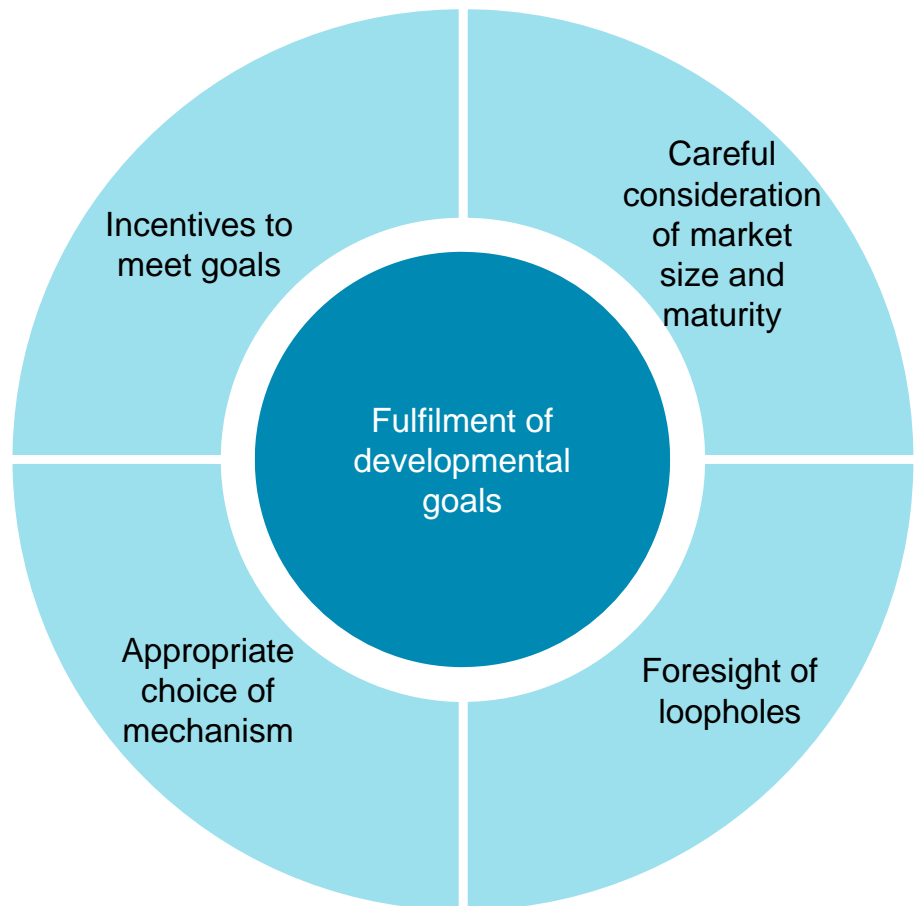 Careful
consideration
of market
size and
maturity
Incentives to
meet goals
Fulfilment of
developmental
goals
Appropriate
choice of
mechanism
Foresight of
loopholes